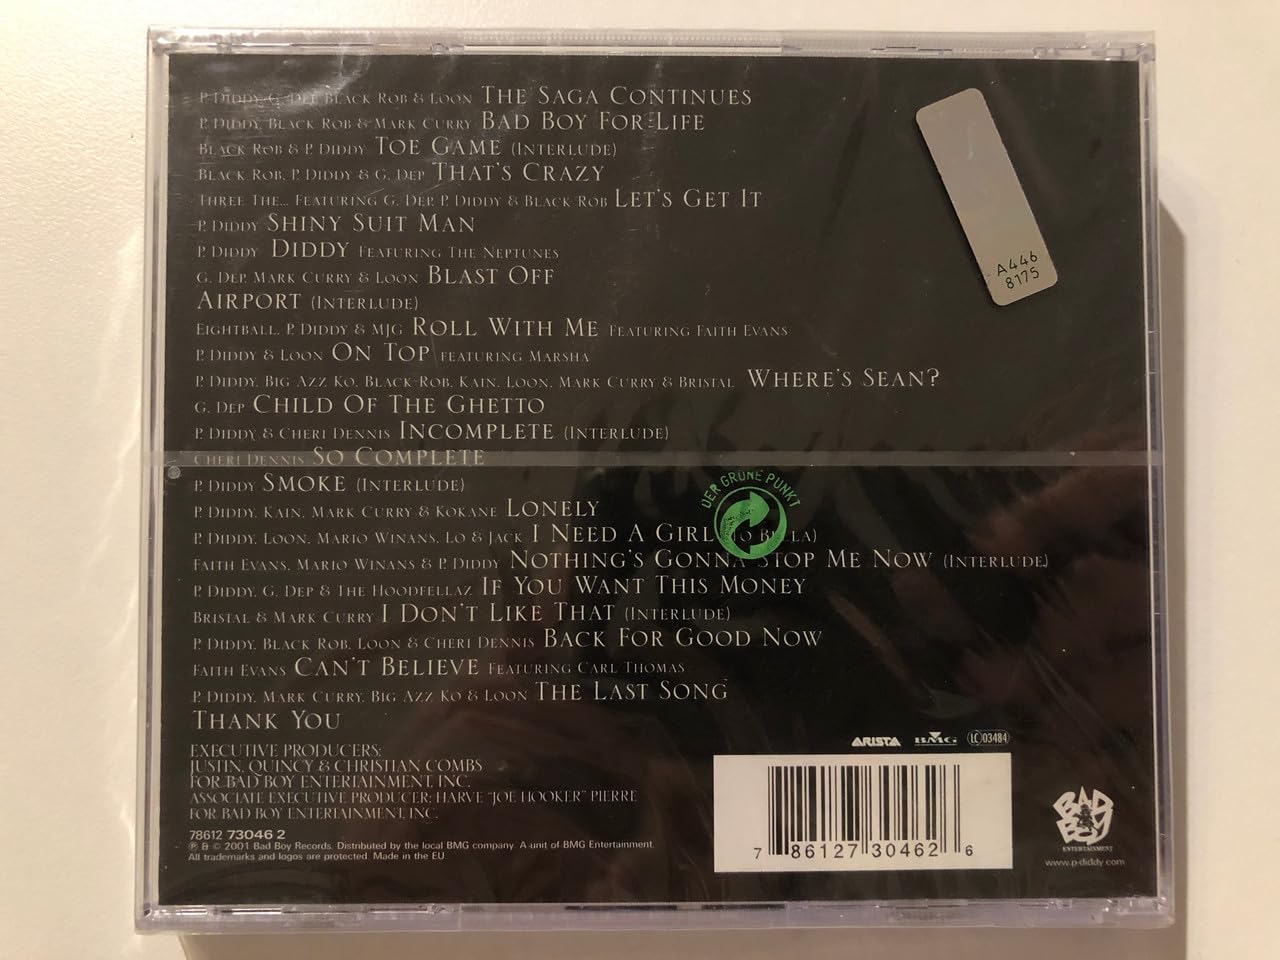 P. Diddy, G. Dep, Black Rob & Loon The Saga Continues
P. Diddy, Black Rob & Mark Curry Bad Boy For Life
Black Rob & P. Diddy Toe Game (Interlude)
Black Rob, P. Diddy & G. Dep That's Crazy
Three The... Featuring G. Dep, P. Diddy & Black Rob Let's Get It
P. Diddy Shiny Suit Man
P. Diddy Diddy Featuring The Neptunes
G. Dep, Mark Curry & Loon Blast Off
Airport (Interlude)
Eightball, P. Diddy & MJG Roll With Me Featuring Faith Evans
P. Diddy & Loon On Top featuring Marsha
P. Diddy, Big Azz Ko, Black Rob, Kain, Loon, Mark Curry & Bristal Where's Sean?
G. Dep Child Of The Ghetto
P. Diddy & Cheri Dennis Incomplete (Interlude)
Cheri Dennis So Complete
P. Diddy Smoke (Interlude)
P. Diddy, Kain, Mark Curry & Kokane Lonely
P. Diddy, Loon, Mario Winans, Lo & Jack I Need A Girl (To Bella)
Faith Evans, Mario Winans & P. Diddy Nothing's Gonna Stop Me Now (Interlude)
P. Diddy, G. Dep & The Hoodfellaz If You Want This Money
Bristal & Mark Curry I Don't Like That (Interlude)
P. Diddy, Black Rob, Loon & Cheri Dennis Back For Good Now
Faith Evans Can't Believe Featuring Carl Thomas
P. Diddy, Mark Curry, Big Azz Ko & Loon The Last Song
Thank You
EXECUTIVE PRODUCERS:
JUSTIN, QUINCY & CHRISTIAN COMBS
FOR BAD BOY ENTERTAINMENT, INC.
ASSOCIATE EXECUTIVE PRODUCER: HARVE "JOE HOOKER" PIERRE
FOR BAD BOY ENTERTAINMENT, INC.
78612 73046 2
℗ & © 2001 Bad Boy Records. Distributed by the local BMG company. A unit of BMG Entertainment.
All trademarks and logos are protected. Made in the EU.
A446
8175
DER GRÜNE PUNKT
ARISTA BMG LC 03484
7 86127 30462 6
BAD BOY
ENTERTAINMENT
www.p-diddy.com